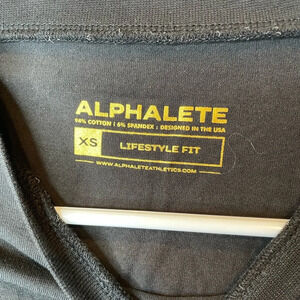 ALPHALETE
94% COTTON | 6% SPANDEX : DESIGNED IN THE USA
XS LIFESTYLE FIT
WWW.ALPHALETEATHLETICS.COM